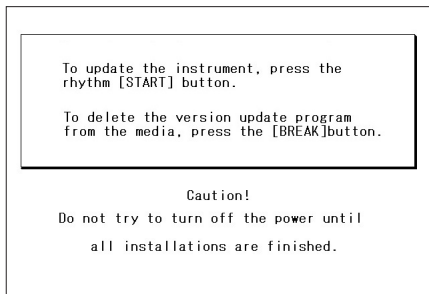 To update the instrument, press the
rhythm [START] button.
To delete the version update program
from the media, press the [BREAK]button.
Caution!
Do not try to turn off the power until
all installations are finished.